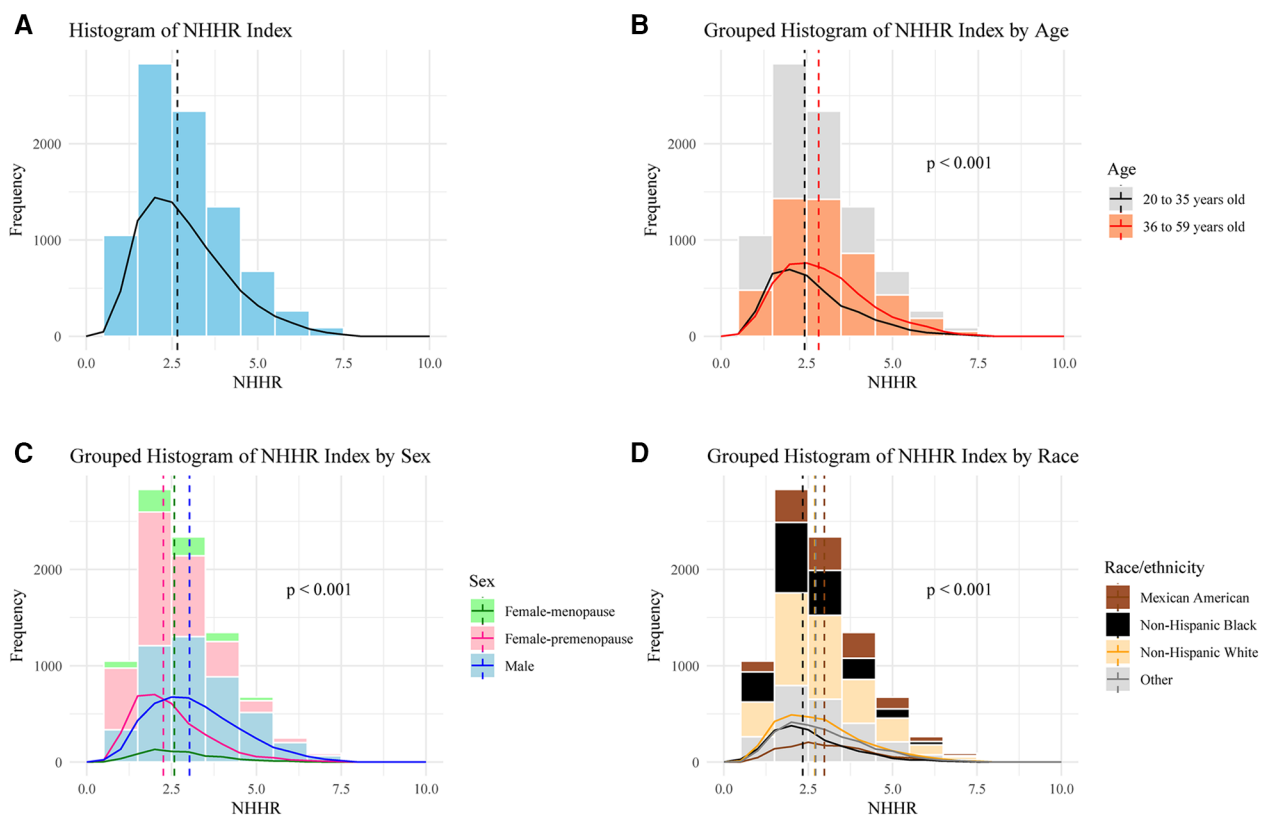 A
Histogram of NHHR Index
Frequency
2000
1000
0
0.0 2.5 5.0 7.5 10.0
NHHR
B
Grouped Histogram of NHHR Index by Age
Frequency
2000
1000
0
0.0 2.5 5.0 7.5 10.0
NHHR
p < 0.001
Age
20 to 35 years old
36 to 59 years old
C
Grouped Histogram of NHHR Index by Sex
Frequency
2000
1000
0
0.0 2.5 5.0 7.5 10.0
NHHR
p < 0.001
Sex
Female-menopause
Female-premenopause
Male
D
Grouped Histogram of NHHR Index by Race
Frequency
2000
1000
0
0.0 2.5 5.0 7.5 10.0
NHHR
p < 0.001
Race/ethnicity
Mexican American
Non-Hispanic Black
Non-Hispanic White
Other